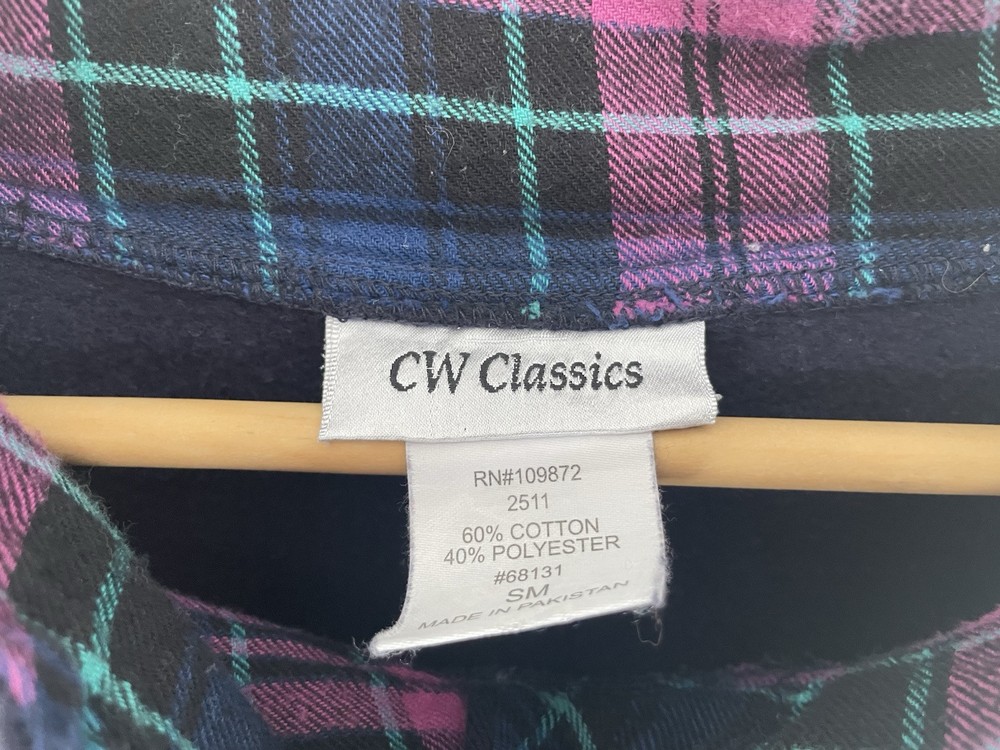 CW Classics
RN#109872
2511
60% COTTON
40% POLYESTER
#68131
SM
MADE IN PAKISTAN